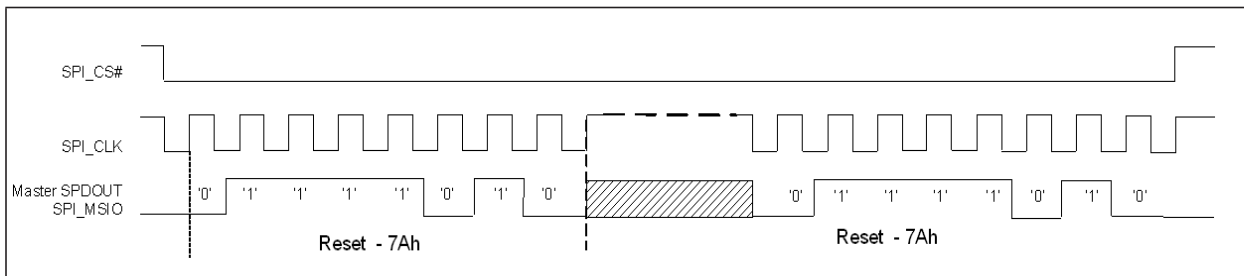 SPI_CS#
SPI_CLK
Master SPDOUT
SPI_MSIO
'0' '1' '1' '1' '1' '0' '1' '0' '0' '1' '1' '1' '1' '0' '1' '0'
Reset - 7Ah Reset - 7Ah